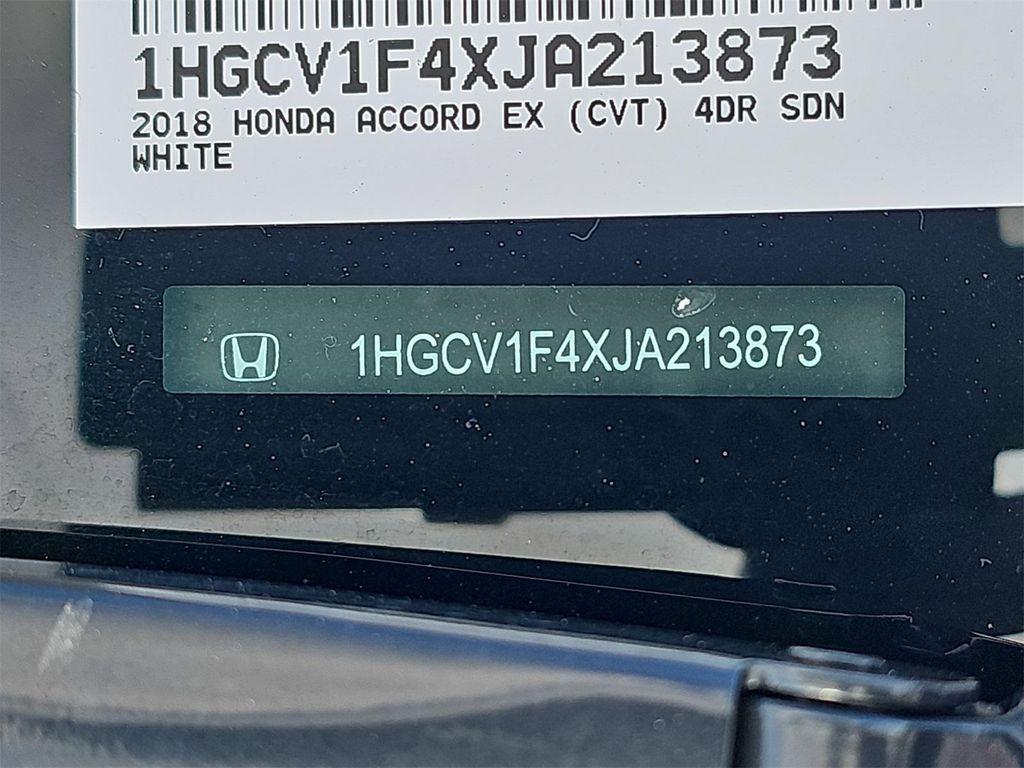 1HGCV1F4XJA213873
2018 HONDA ACCORD EX (CVT) 4DR SDN
WHITE
1HGCV1F4XJA213873